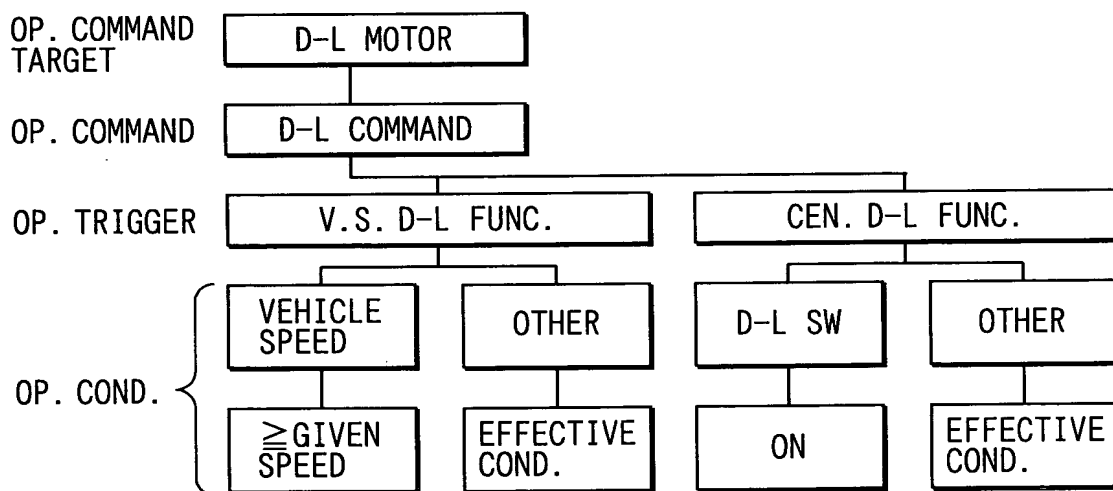 OP. COMMAND
TARGET
D-L MOTOR
OP. COMMAND
D-L COMMAND
OP. TRIGGER
V.S. D-L FUNC.
CEN. D-L FUNC.
OP. COND.
VEHICLE
SPEED
OTHER
D-L SW
OTHER
≧GIVEN
SPEED
EFFECTIVE
COND.
ON
EFFECTIVE
COND.